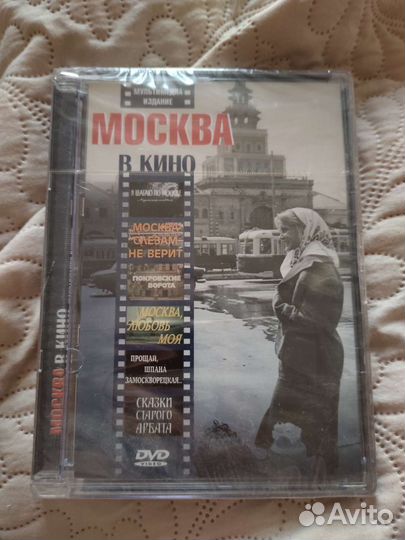 МУЛЬТИМЕДИА
ИЗДАНИЕ
МОСКВА
В КИНО
Я ШАГАЮ ПО МОСКВЕ
МОСКВА
СЛЕЗАМ
НЕ ВЕРИТ
ПОКРОВСКИЕ
ВОРОТА
МОСКВА,
ЛЮБОВЬ
МОЯ
ПРОЩАЙ,
ШПАНА
ЗАМОСКВОРЕЦКАЯ...
СКАЗКИ
СТАРОГО
АРБАТА
DVD
VIDEO
МОСКВА В КИНО
Avito